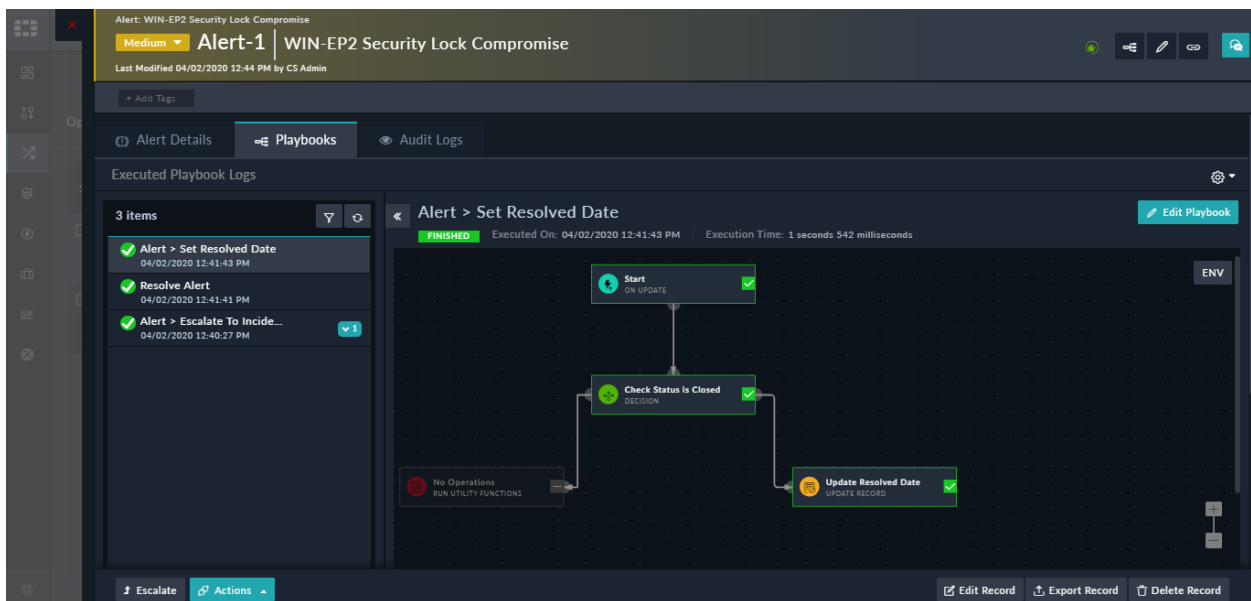 Alert: WIN-EP2 Security Lock Compromise
Medium Alert-1 WIN-EP2 Security Lock Compromise
Last Modified 04/02/2020 12:44 PM by CS Admin
+ Add Tags
Alert Details Playbooks Audit Logs
Executed Playbook Logs
3 items
Alert > Set Resolved Date
04/02/2020 12:41:43 PM
Resolve Alert
04/02/2020 12:41:41 PM
Alert > Escalate To Incide...
04/02/2020 12:40:27 PM
1
Alert > Set Resolved Date
Edit Playbook
FINISHED Executed On: 04/02/2020 12:41:43 PM Execution Time: 1 seconds 542 milliseconds
ENV
Start
ON UPDATE
Check Status is Closed
DECISION
No Operations
RUN UTILITY FUNCTIONS
Update Resolved Date
UPDATE RECORD
Escalate Actions Edit Record Export Record Delete Record